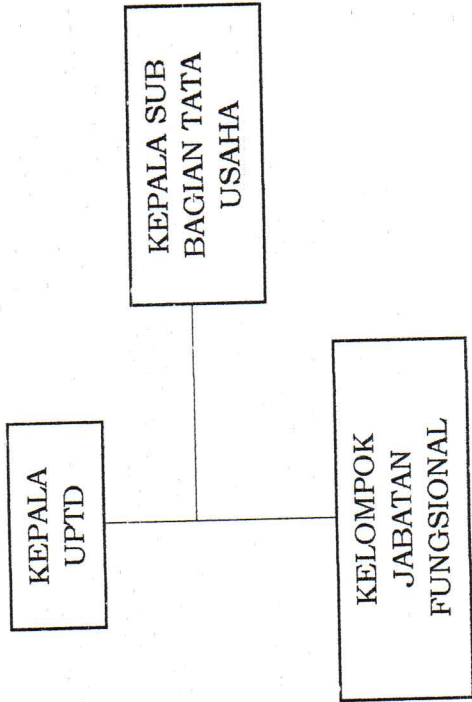 KEPALA
UPTD
KEPALA SUB
BAGIAN TATA
USAHA
KELOMPOK
JABATAN
FUNGSIONAL